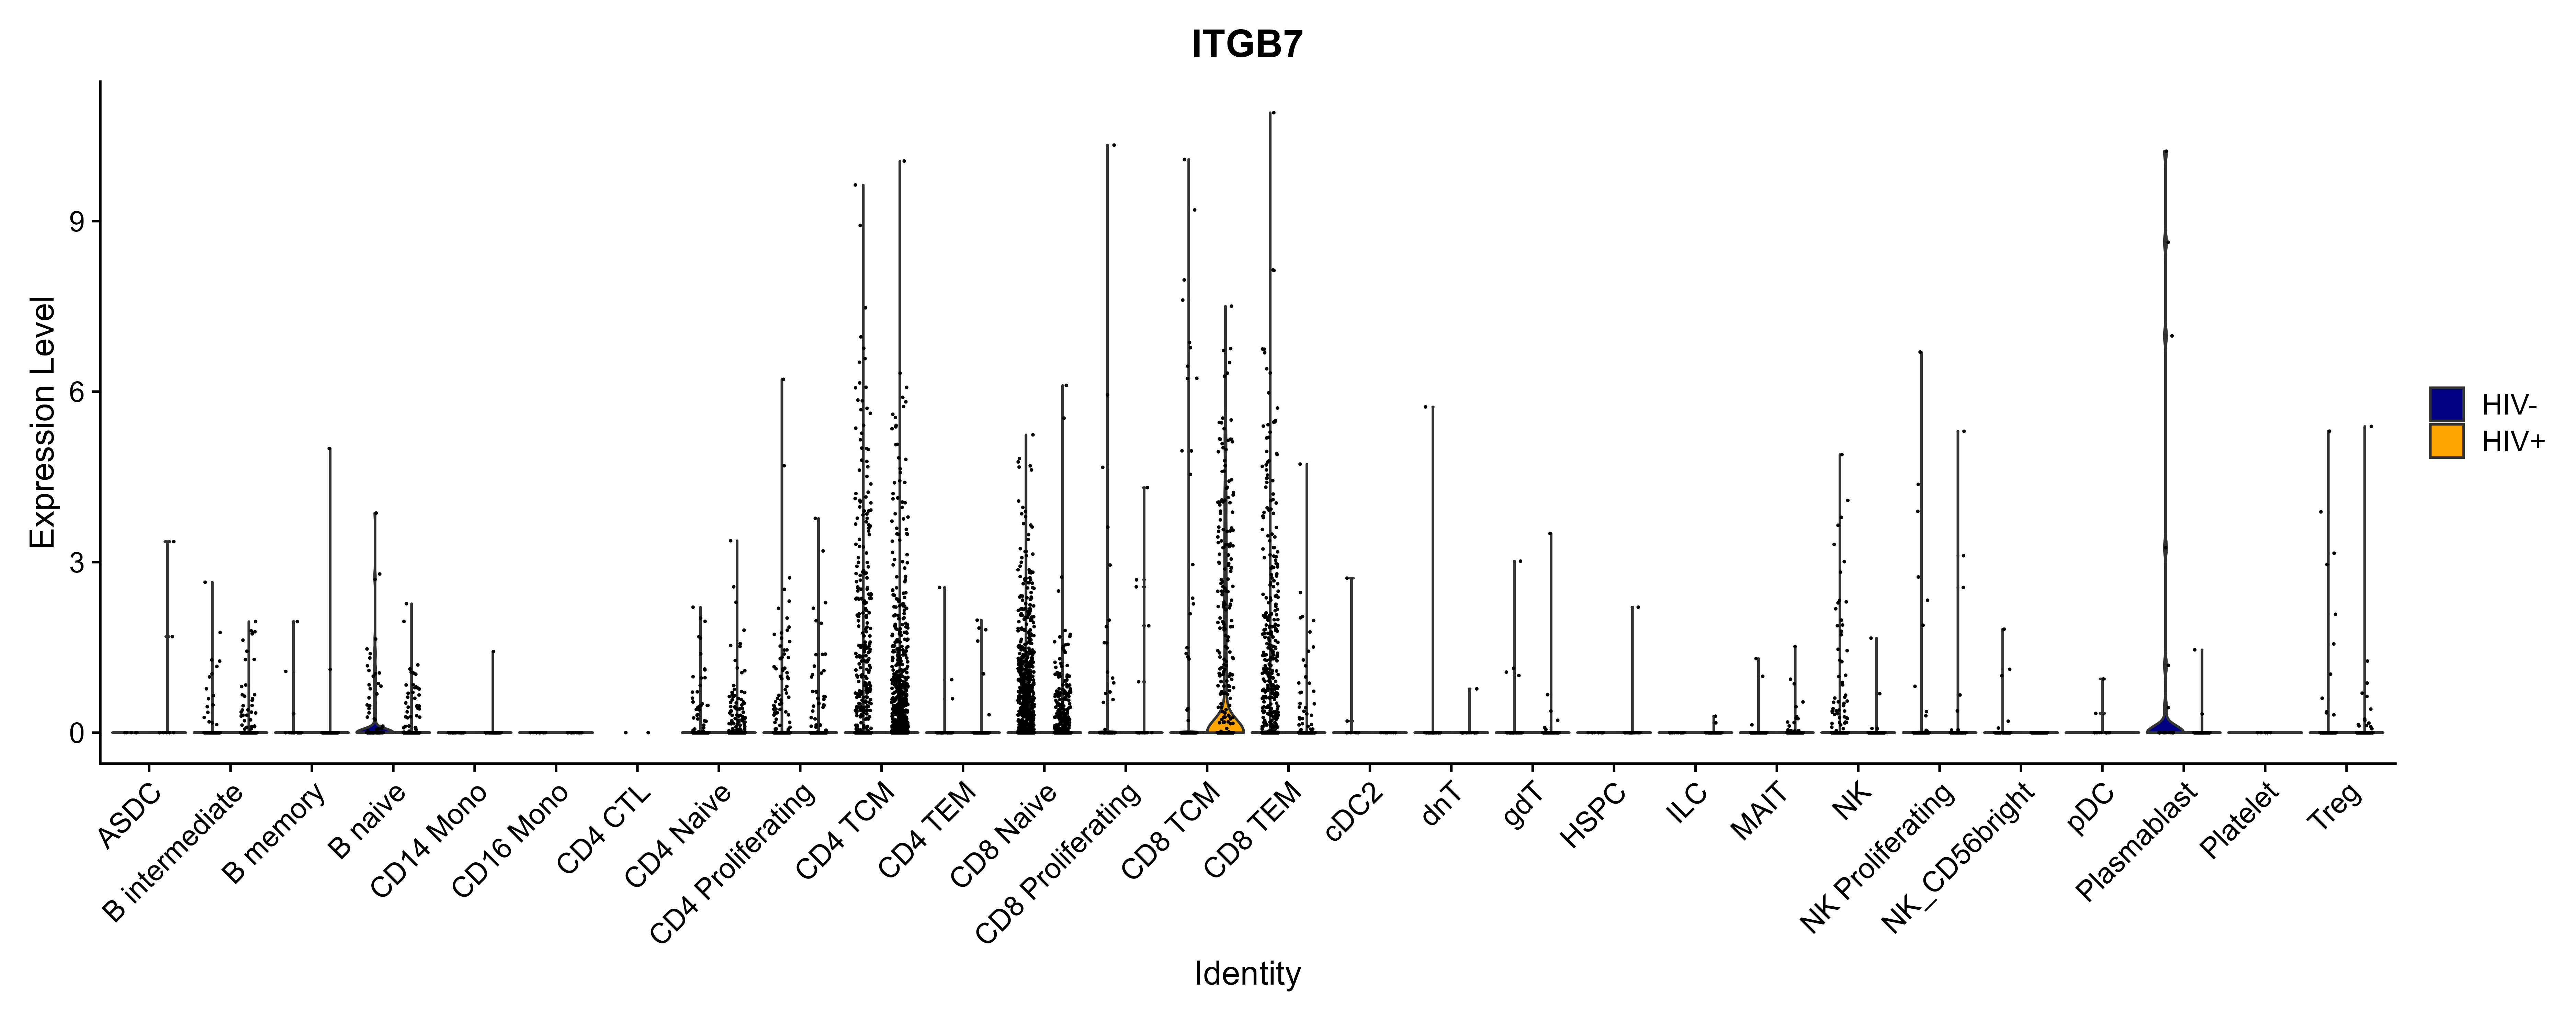 ITGB7
Expression Level
9
6
3
0
ASDC
B intermediate
B memory
B naive
CD14 Mono
CD16 Mono
CD4 CTL
CD4 Naive
CD4 Proliferating
CD4 TCM
CD4 TEM
CD8 Naive
CD8 Proliferating
CD8 TCM
CD8 TEM
cDC2
dnT
gdT
HSPC
ILC
MAIT
NK
NK Proliferating
NK_CD56bright
pDC
Plasmablast
Platelet
Treg
Identity
HIV-
HIV+